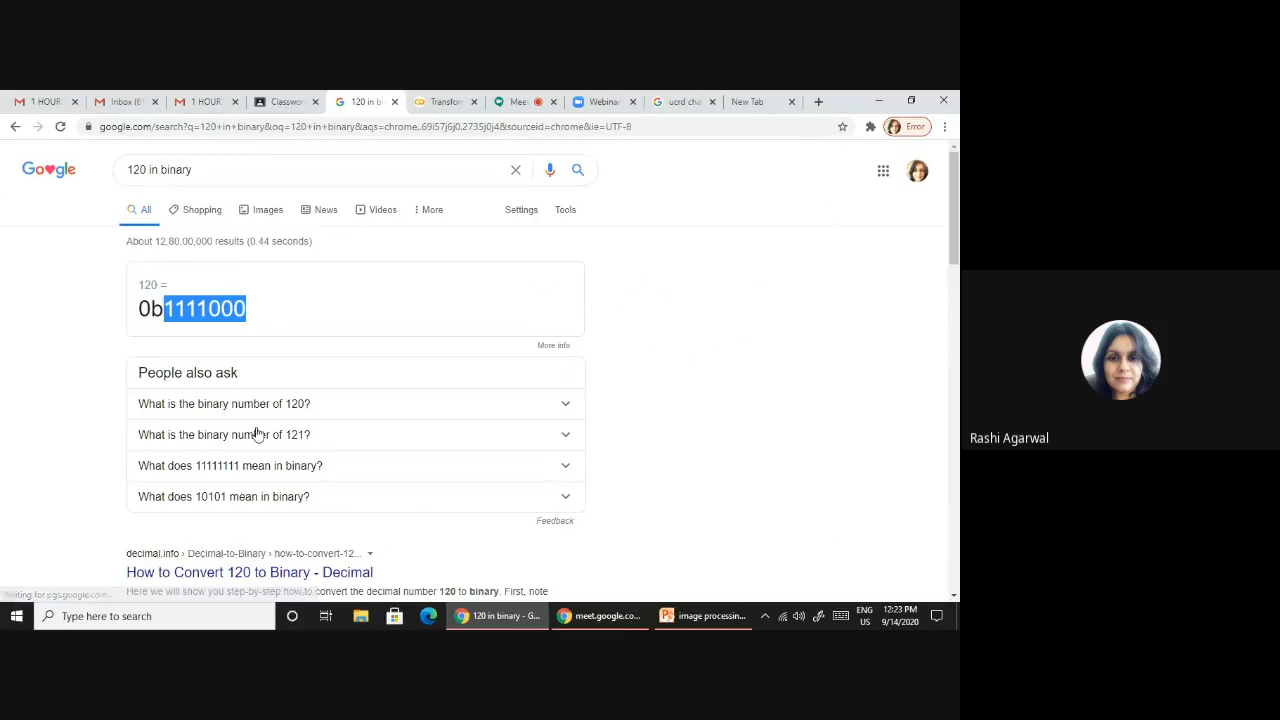 1 HOUR
Inbox (6
1 HOUR
Classwo
120 in bi
Transfor
Mee
Webinar
ucrd cha
New Tab
google.com/search?q=120+in+binary&oq=120+in+binary&aqs=chrome..69i57j6j0.2735j0j4&sourceid=chrome&ie=UTF-8
Error
Google
120 in binary
All
Shopping
Images
News
Videos
More
Settings
Tools
About 12,80,00,000 results (0.44 seconds)
120 =
0b1111000
More info
People also ask
What is the binary number of 120?
What is the binary number of 121?
What does 11111111 mean in binary?
What does 10101 mean in binary?
Feedback
decimal.info › Decimal-to-Binary › how-to-convert-12...
How to Convert 120 to Binary - Decimal
Here we will show you step-by-step how to convert the decimal number 120 to binary. First, note
Waiting for ogs.google.com...
Type here to search
120 in binary - G...
meet.google.co...
image processin...
ENG
US
12:23 PM
9/14/2020
Rashi Agarwal